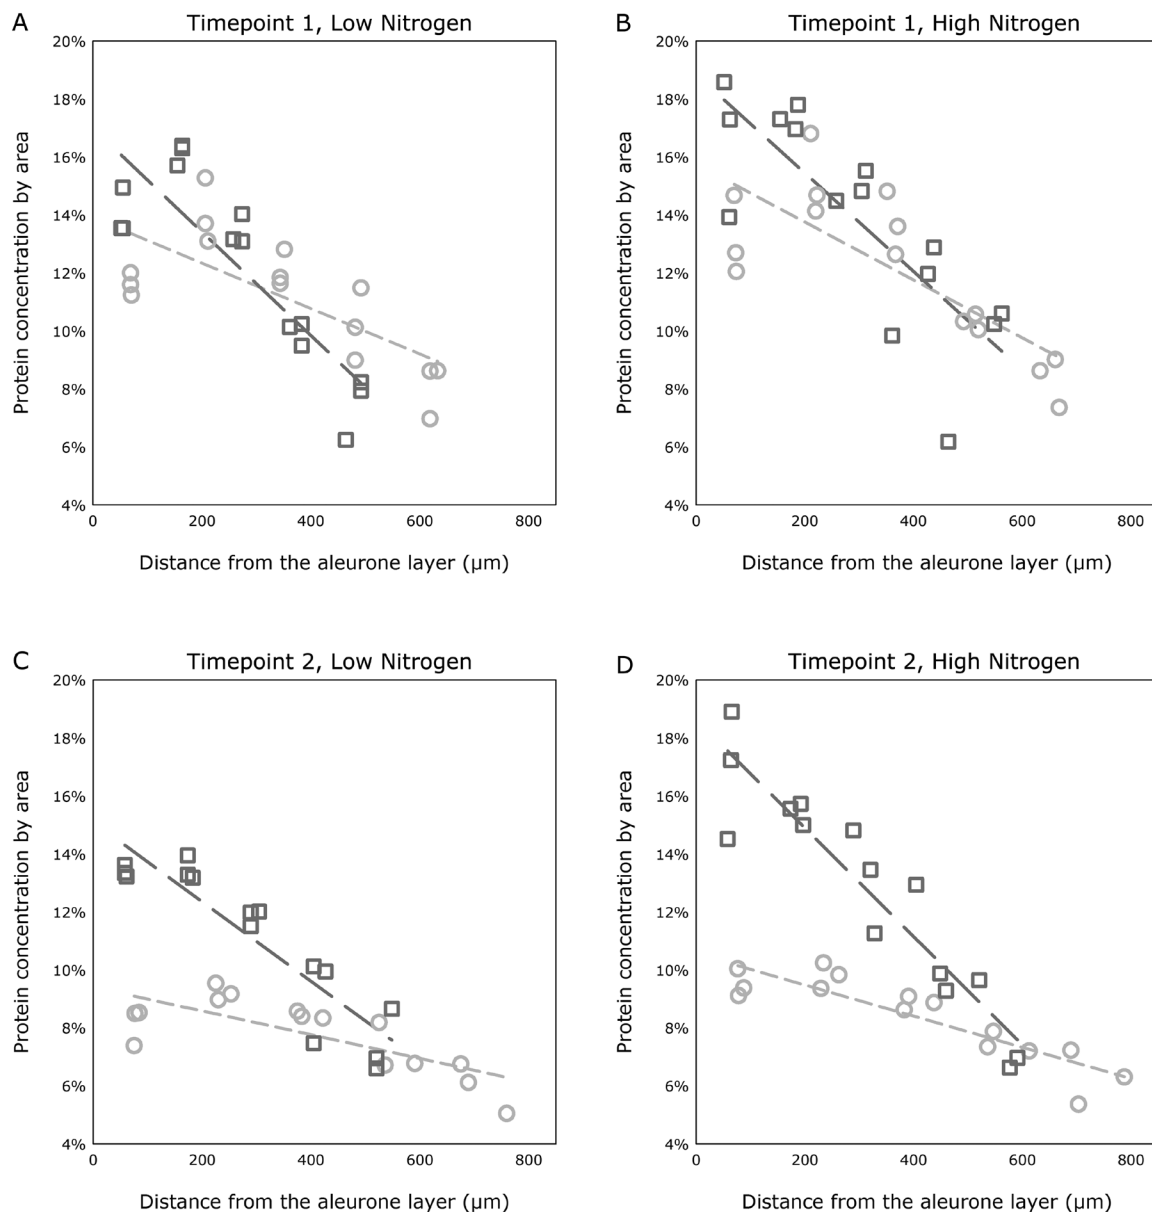 A
Timepoint 1, Low Nitrogen
20%
18%
16%
14%
12%
10%
8%
6%
4%
Protein concentration by area
0 200 400 600 800
Distance from the aleurone layer (µm)
B
Timepoint 1, High Nitrogen
20%
18%
16%
14%
12%
10%
8%
6%
4%
Protein concentration by area
0 200 400 600 800
Distance from the aleurone layer (µm)
C
Timepoint 2, Low Nitrogen
20%
18%
16%
14%
12%
10%
8%
6%
4%
Protein concentration by area
0 200 400 600 800
Distance from the aleurone layer (µm)
D
Timepoint 2, High Nitrogen
20%
18%
16%
14%
12%
10%
8%
6%
4%
Protein concentration by area
0 200 400 600 800
Distance from the aleurone layer (µm)